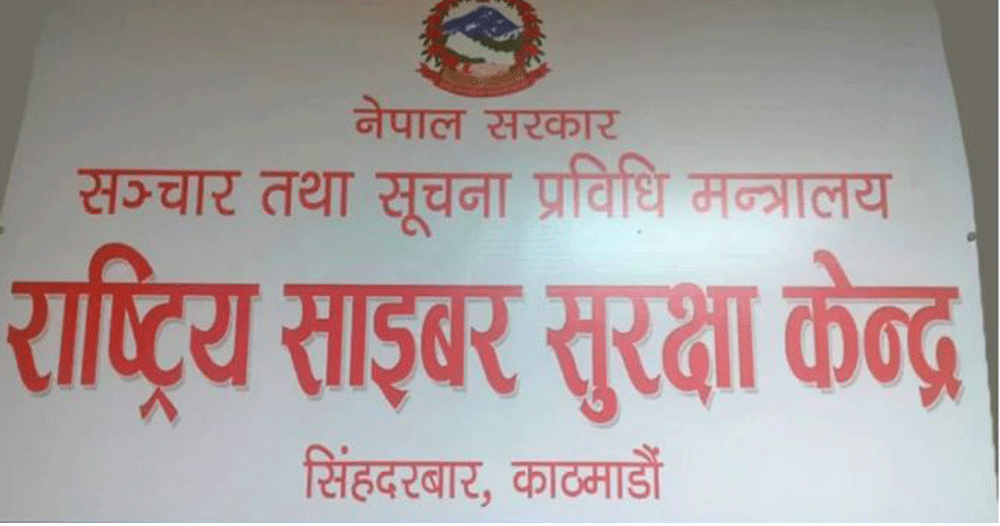 नेपाल सरकार
सञ्चार तथा सूचना प्रविधि मन्त्रालय
राष्ट्रिय साइबर सुरक्षा केन्द्र
सिंहदरबार, काठमाडौं